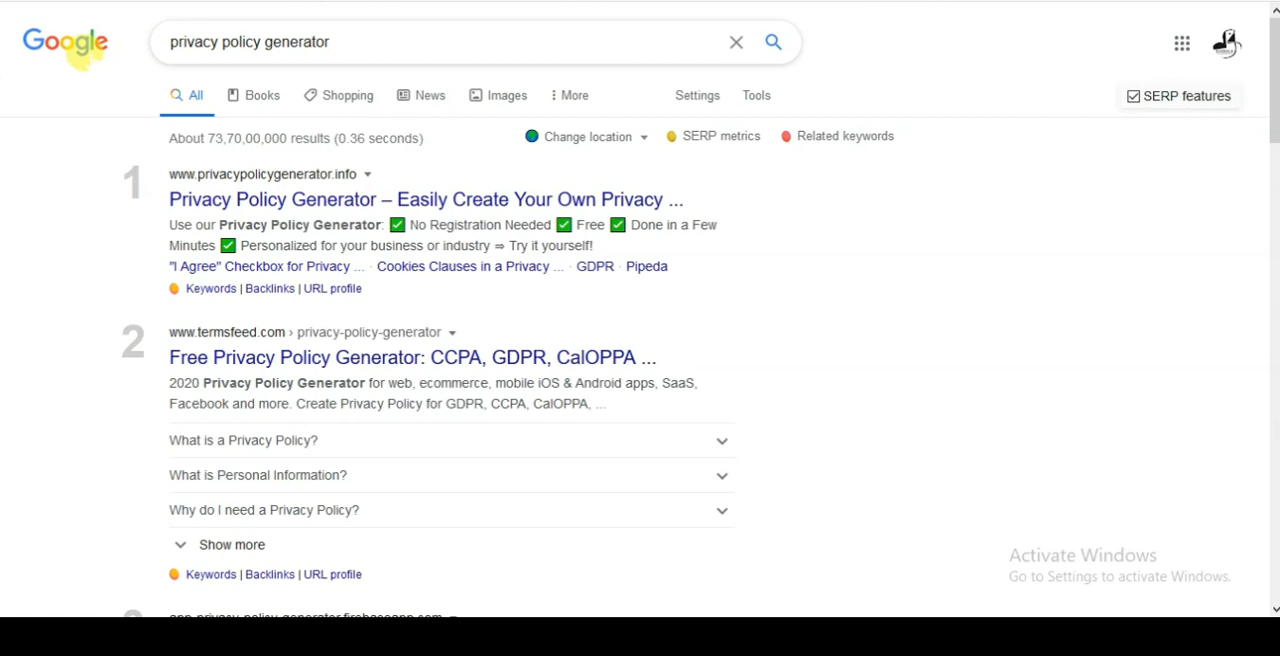 Google
privacy policy generator
All Books Shopping News Images More Settings Tools
SERP features
About 73,70,00,000 results (0.36 seconds) Change location SERP metrics Related keywords
1
www.privacypolicygenerator.info
Privacy Policy Generator – Easily Create Your Own Privacy ...
Use our Privacy Policy Generator: ✅ No Registration Needed ✅ Free ✅ Done in a Few
Minutes ✅ Personalized for your business or industry ⇒ Try it yourself!
"I Agree" Checkbox for Privacy ... · Cookies Clauses in a Privacy ... · GDPR · Pipeda
Keywords | Backlinks | URL profile
2
www.termsfeed.com › privacy-policy-generator
Free Privacy Policy Generator: CCPA, GDPR, CalOPPA ...
2020 Privacy Policy Generator for web, ecommerce, mobile iOS & Android apps, SaaS,
Facebook and more. Create Privacy Policy for GDPR, CCPA, CalOPPA, ...
What is a Privacy Policy?
What is Personal Information?
Why do I need a Privacy Policy?
Show more
Keywords | Backlinks | URL profile
Activate Windows
Go to Settings to activate Windows.
app-privacy-policy-generator.firebaseapp.com